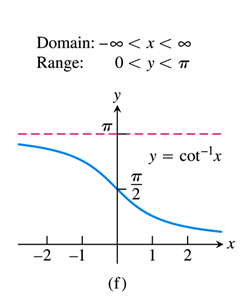 Domain: −∞ < x < ∞
Range: 0 < y < π
y
π
y = cot⁻¹x
π/2
−2 −1 1 2 x
(f)